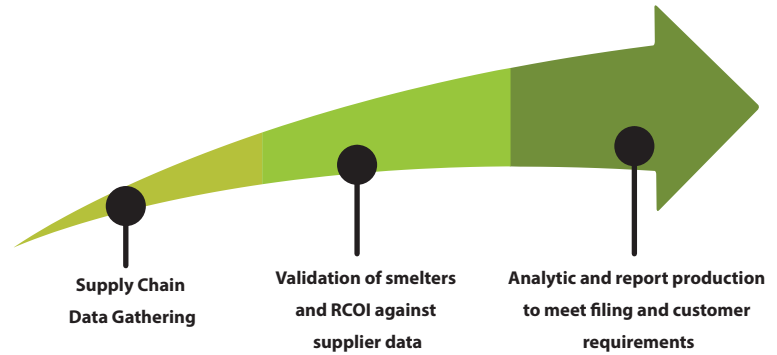 Supply Chain
Data Gathering
Validation of smelters
and RCOI against
supplier data
Analytic and report production
to meet filing and customer
requirements